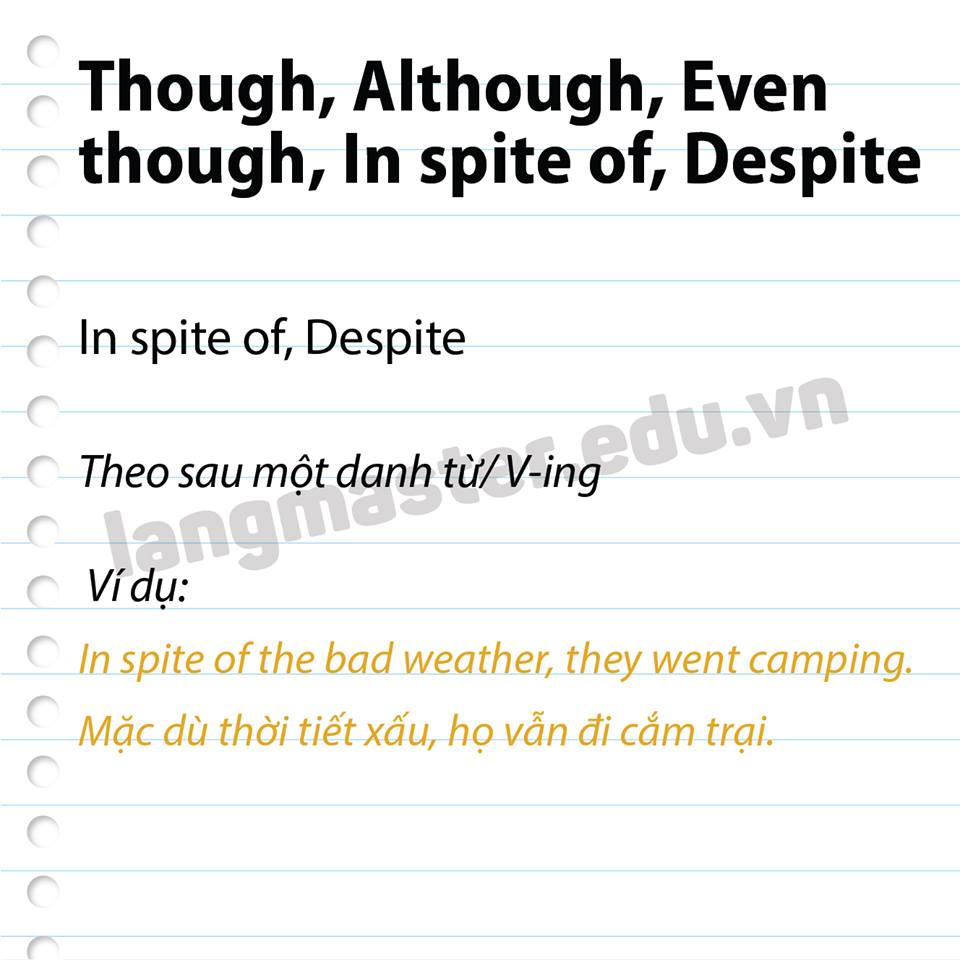 Though, Although, Even
though, In spite of, Despite
In spite of, Despite
Theo sau một danh từ/ V-ing
langmaster.edu.vn
Ví dụ:
In spite of the bad weather, they went camping.
Mặc dù thời tiết xấu, họ vẫn đi cắm trại.